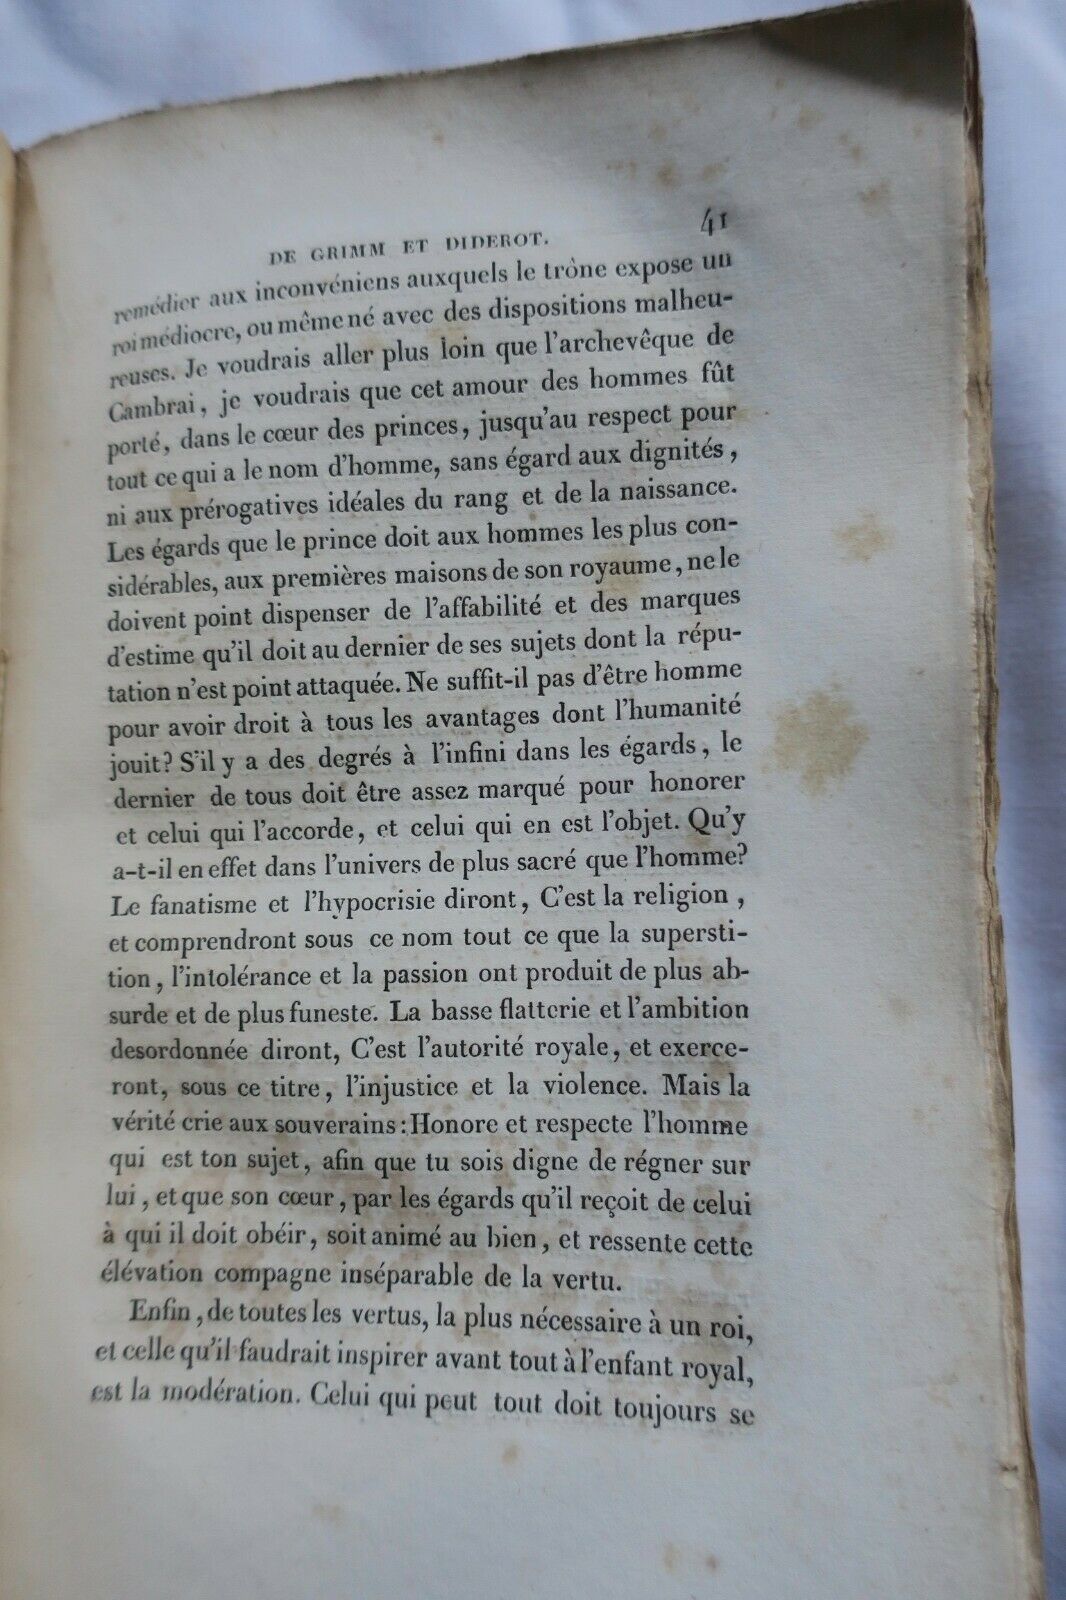 DE GRIMM ET DIDEROT. 41
remédier aux inconvéniens auxquels le trône expose un
roi médiocre, ou même né avec des dispositions malheu-
reuses. Je voudrais aller plus loin que l'archevêque de
Cambrai, je voudrais que cet amour des hommes fût
porté, dans le cœur des princes, jusqu'au respect pour
tout ce qui a le nom d'homme, sans égard aux dignités,
ni aux prérogatives idéales du rang et de la naissance.
Les égards que le prince doit aux hommes les plus con-
sidérables, aux premières maisons de son royaume, ne le
doivent point dispenser de l'affabilité et des marques
d'estime qu'il doit au dernier de ses sujets dont la répu-
tation n'est point attaquée. Ne suffit-il pas d'être homme
pour avoir droit à tous les avantages dont l'humanité
jouit? S'il y a des degrés à l'infini dans les égards, le
dernier de tous doit être assez marqué pour honorer
et celui qui l'accorde, et celui qui en est l'objet. Qu'y
a-t-il en effet dans l'univers de plus sacré que l'homme?
Le fanatisme et l'hypocrisie diront, C'est la religion,
et comprendront sous ce nom tout ce que la supersti-
tion, l'intolérance et la passion ont produit de plus ab-
surde et de plus funeste. La basse flatterie et l'ambition
desordonnée diront, C'est l'autorité royale, et exerce-
ront, sous ce titre, l'injustice et la violence. Mais la
vérité crie aux souverains: Honore et respecte l'homme
qui est ton sujet, afin que tu sois digne de régner sur
lui, et que son cœur, par les égards qu'il reçoit de celui
à qui il doit obéir, soit animé au bien, et ressente cette
élévation compagne inséparable de la vertu.
Enfin, de toutes les vertus, la plus nécessaire à un roi,
et celle qu'il faudrait inspirer avant tout à l'enfant royal,
est la modération. Celui qui peut tout doit toujours se